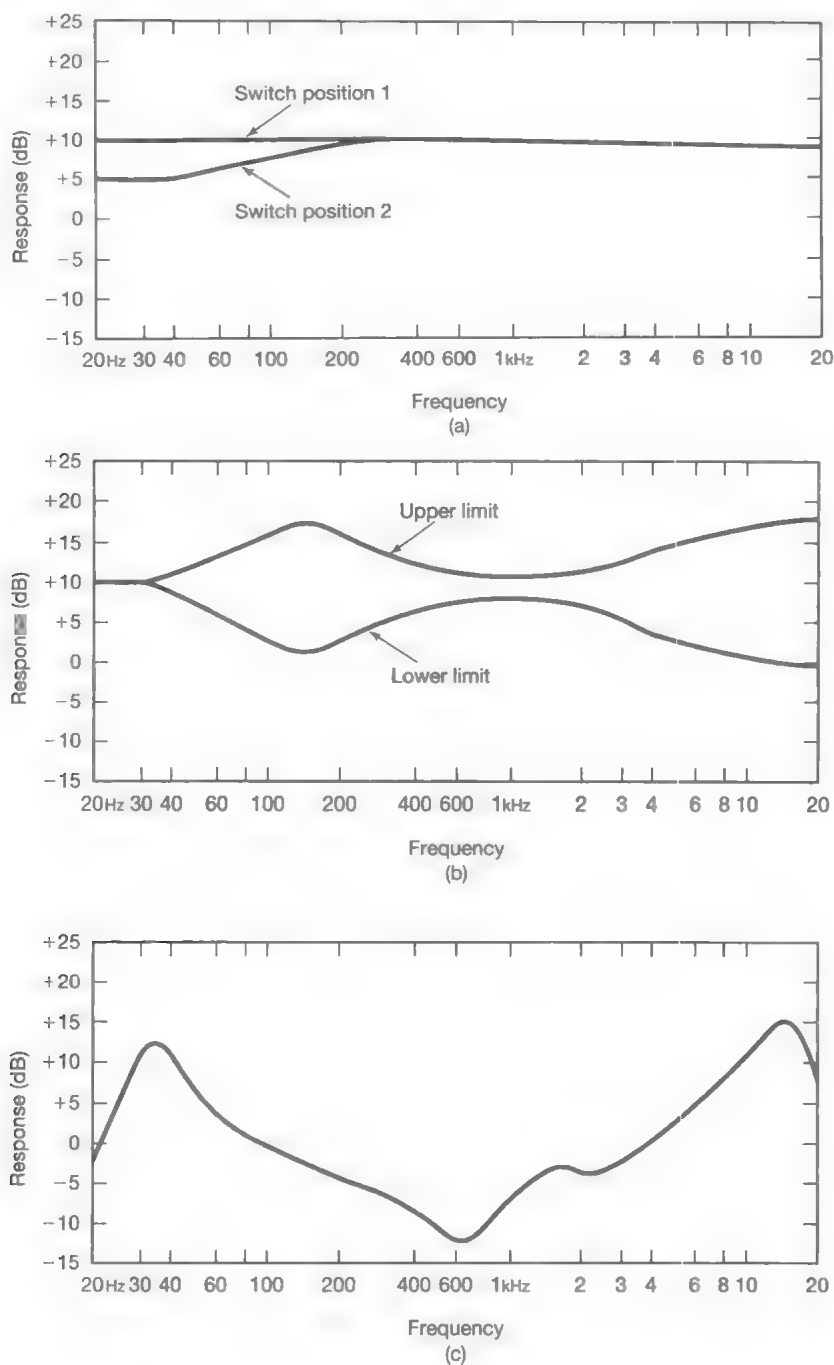 +25
+20
+15
Switch position 1
+10
+5
Switch position 2
0
−5
−10
−15
Response (dB)
20Hz 30 40 60 100 200 400 600 1kHz 2 3 4 6 8 10 20
Frequency
(a)
+25
+20
Upper limit
+15
+10
+5
0
Lower limit
−5
−10
−15
(dB)
20Hz 30 40 60 100 200 400 600 1kHz 2 3 4 6 8 10 20
Frequency
(b)
+25
+20
+15
+10
+5
0
−5
−10
−15
Response (dB)
20Hz 30 40 60 100 200 400 600 1kHz 2 3 4 6 8 10 20
Frequency
(c)